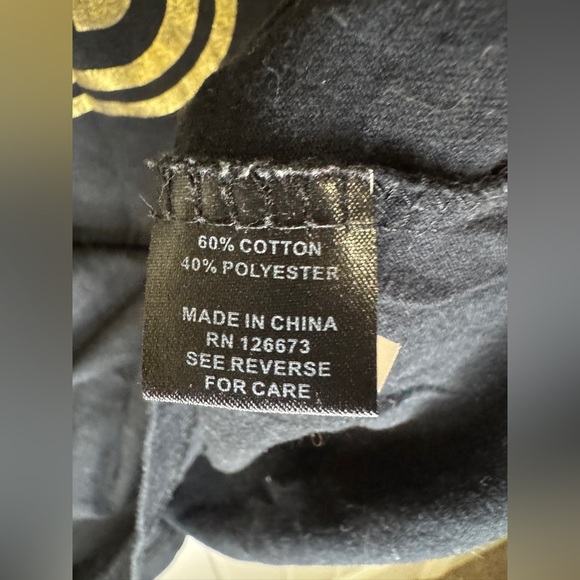 60% COTTON
40% POLYESTER
MADE IN CHINA
RN 126673
SEE REVERSE
FOR CARE